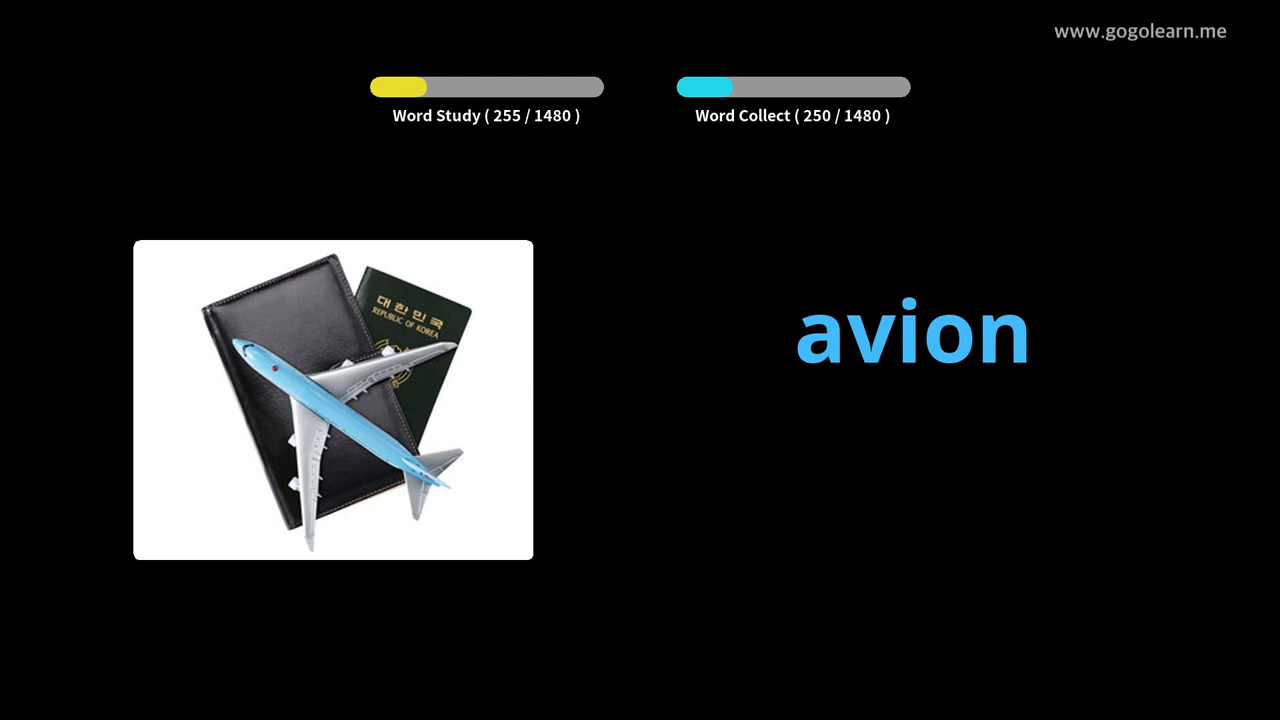 www.gogolearn.me
Word Study ( 255 / 1480 )
Word Collect ( 250 / 1480 )
대한민국
REPUBLIC OF KOREA
avion